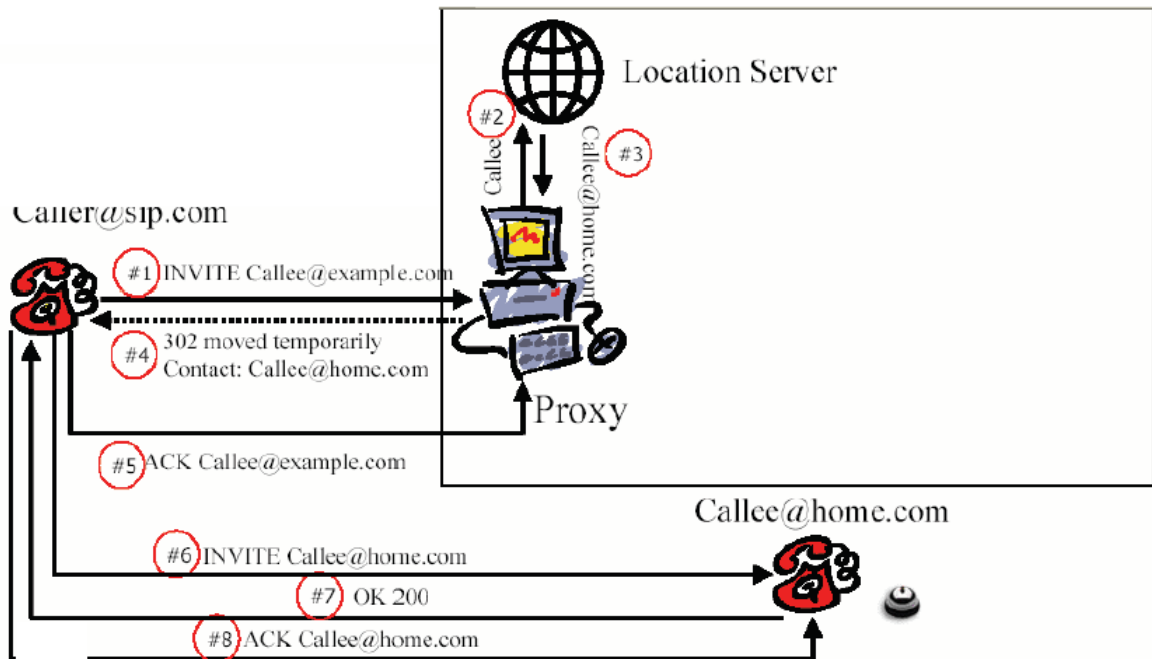 Location Server
#2
Callee
Callee@home.com
#3
Caller@sip.com
#1 INVITE Callee@example.com
#4 302 moved temporarily
Contact: Callee@home.com
Proxy
#5 ACK Callee@example.com
Callee@home.com
#6 INVITE Callee@home.com
#7 OK 200
#8 ACK Callee@home.com